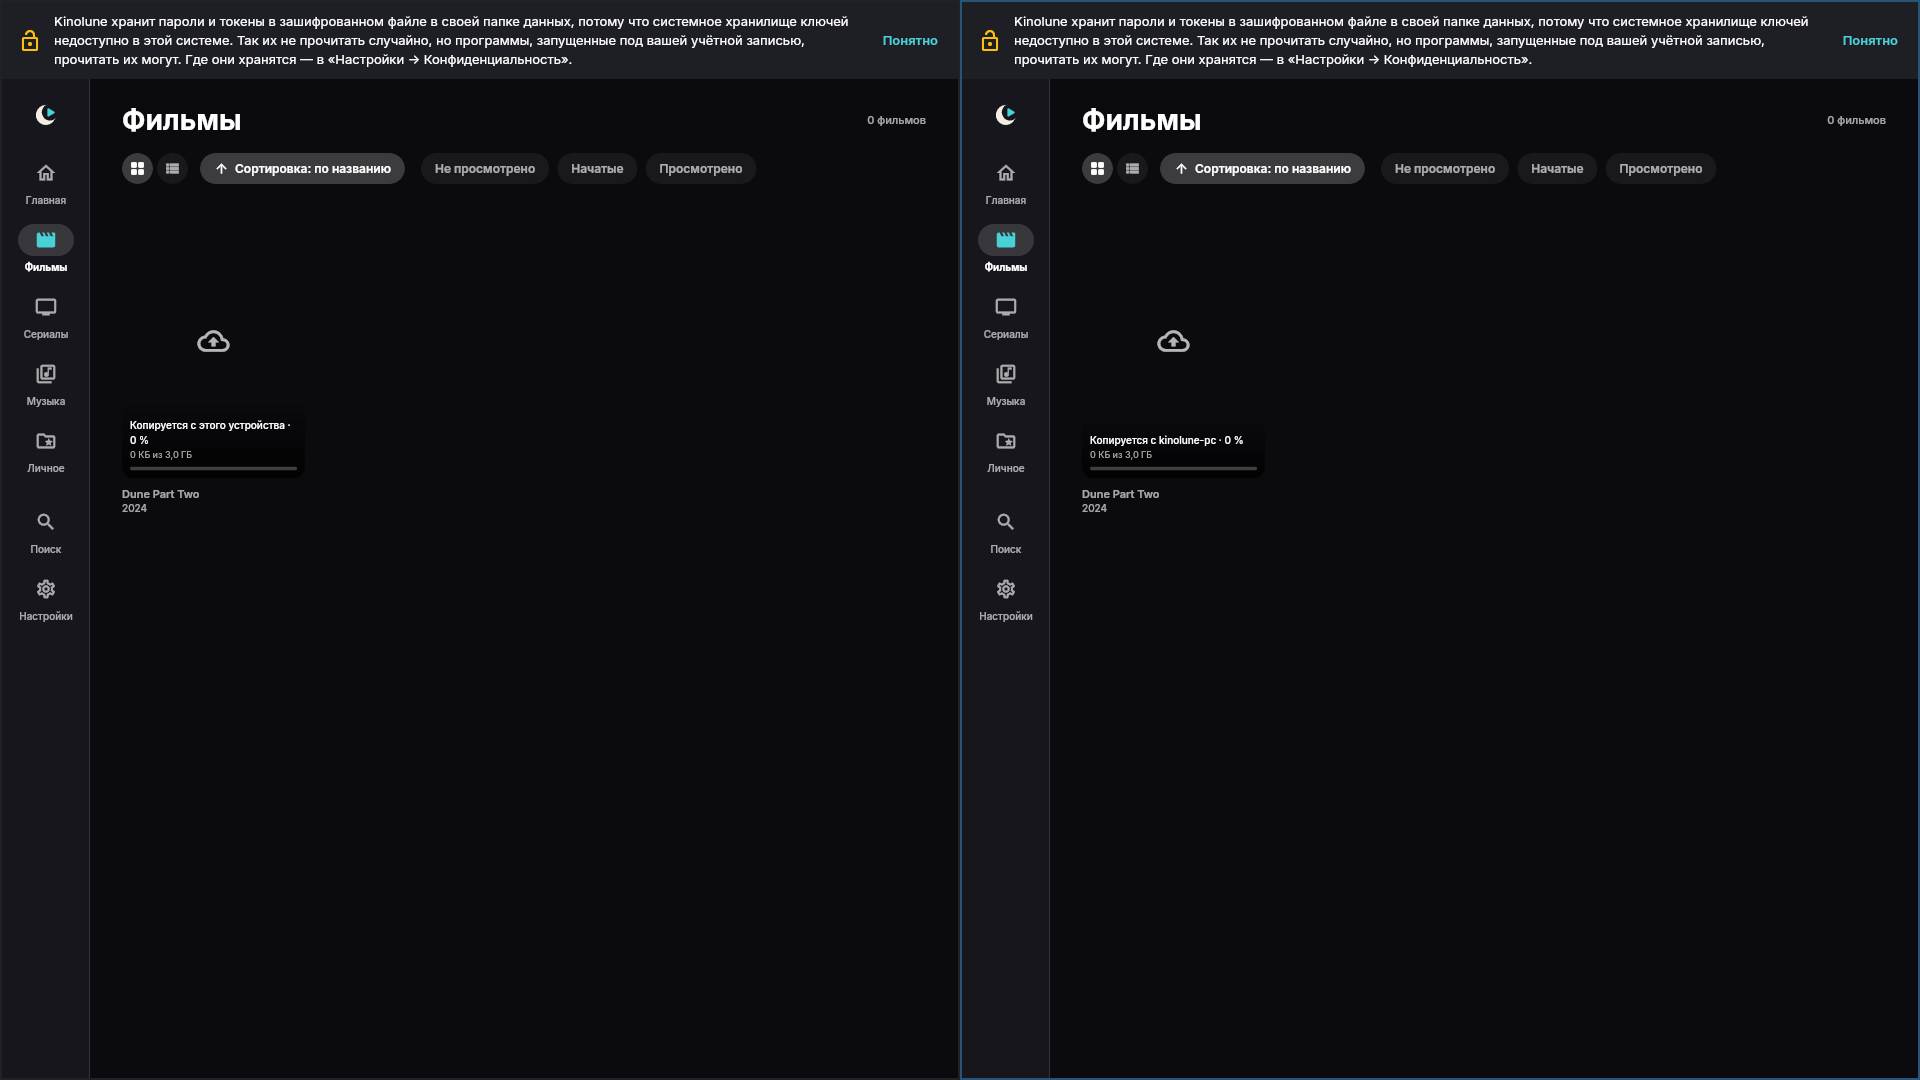 Kinolune хранит пароли и токены в зашифрованном файле в своей папке данных, потому что системное хранилище ключей
недоступно в этой системе. Так их не прочитать случайно, но программы, запущенные под вашей учётной записью,
прочитать их могут. Где они хранятся — в «Настройки → Конфиденциальность».
Понятно
Главная
Фильмы
Сериалы
Музыка
Личное
Поиск
Настройки
Фильмы
0 фильмов
Сортировка: по названию
Не просмотрено
Начатые
Просмотрено
Копируется с этого устройства ·
0 %
0 КБ из 3,0 ГБ
Dune Part Two
2024
Kinolune хранит пароли и токены в зашифрованном файле в своей папке данных, потому что системное хранилище ключей
недоступно в этой системе. Так их не прочитать случайно, но программы, запущенные под вашей учётной записью,
прочитать их могут. Где они хранятся — в «Настройки → Конфиденциальность».
Понятно
Главная
Фильмы
Сериалы
Музыка
Личное
Поиск
Настройки
Фильмы
0 фильмов
Сортировка: по названию
Не просмотрено
Начатые
Просмотрено
Копируется с kinolune-pc · 0 %
0 КБ из 3,0 ГБ
Dune Part Two
2024